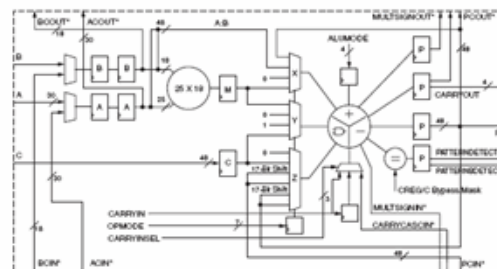 BCOUT* ACOUT* MULTSIGNOUT* PCOUT*
18 30 48 A:B 48
ALUMODE
4
B B B 18 X P
A 30 A A 25 25 X 18 M 0 P CARRYOUT 4
Y 0 1 P 48
C 48 C 17-Bit Shift Z = P PATTERNDETECT
17-Bit Shift PATTERNBDETECT
30 3 CREG/C Bypass/Mask
CARRYIN
18 OPMODE 7 MULTSIGNIN*
CARRYINSEL CARRYCASCIN*
48
BCIN* ACIN* PCIN*